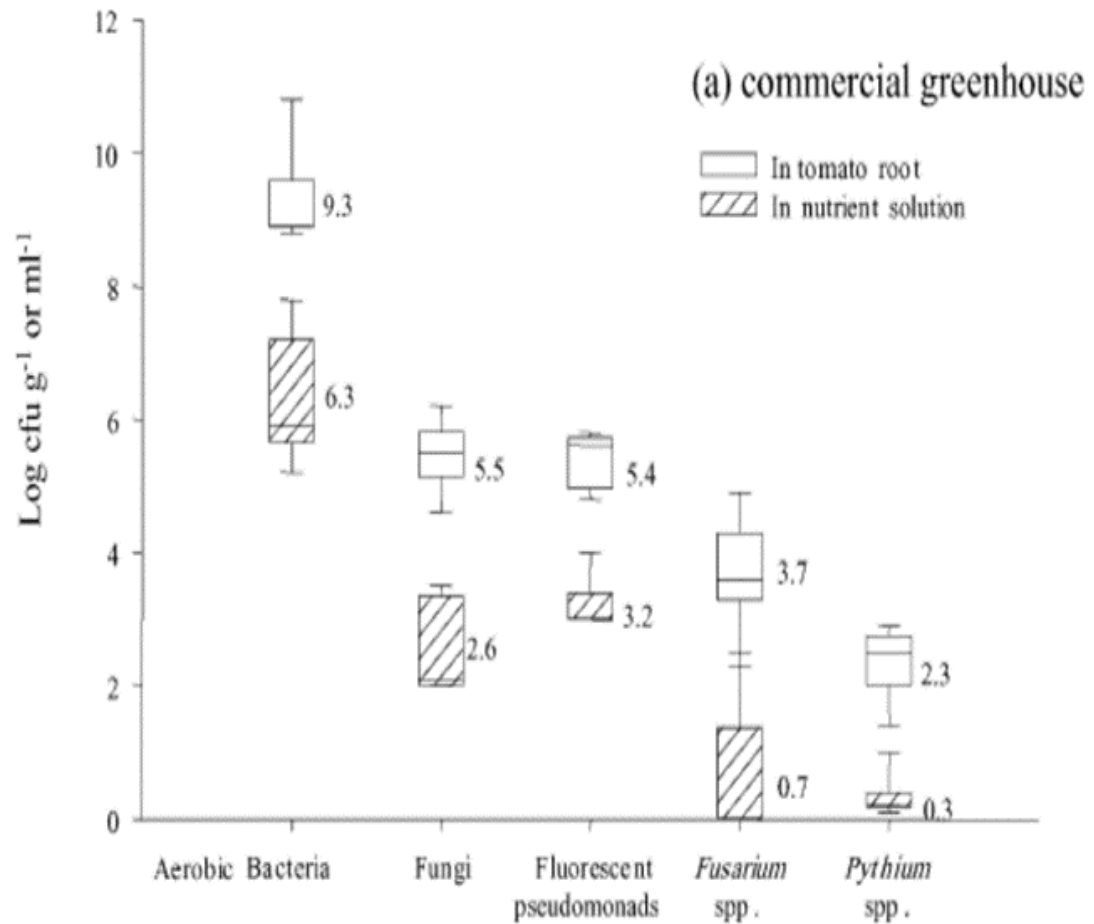 (a) commercial greenhouse
In tomato root
In nutrient solution
Log cfu g⁻¹ or ml⁻¹
12
10
8
6
4
2
0
9.3
6.3
5.5
2.6
5.4
3.2
3.7
0.7
2.3
0.3
Aerobic Bacteria
Fungi
Fluorescent
pseudomonads
Fusarium
spp.
Pythium
spp.